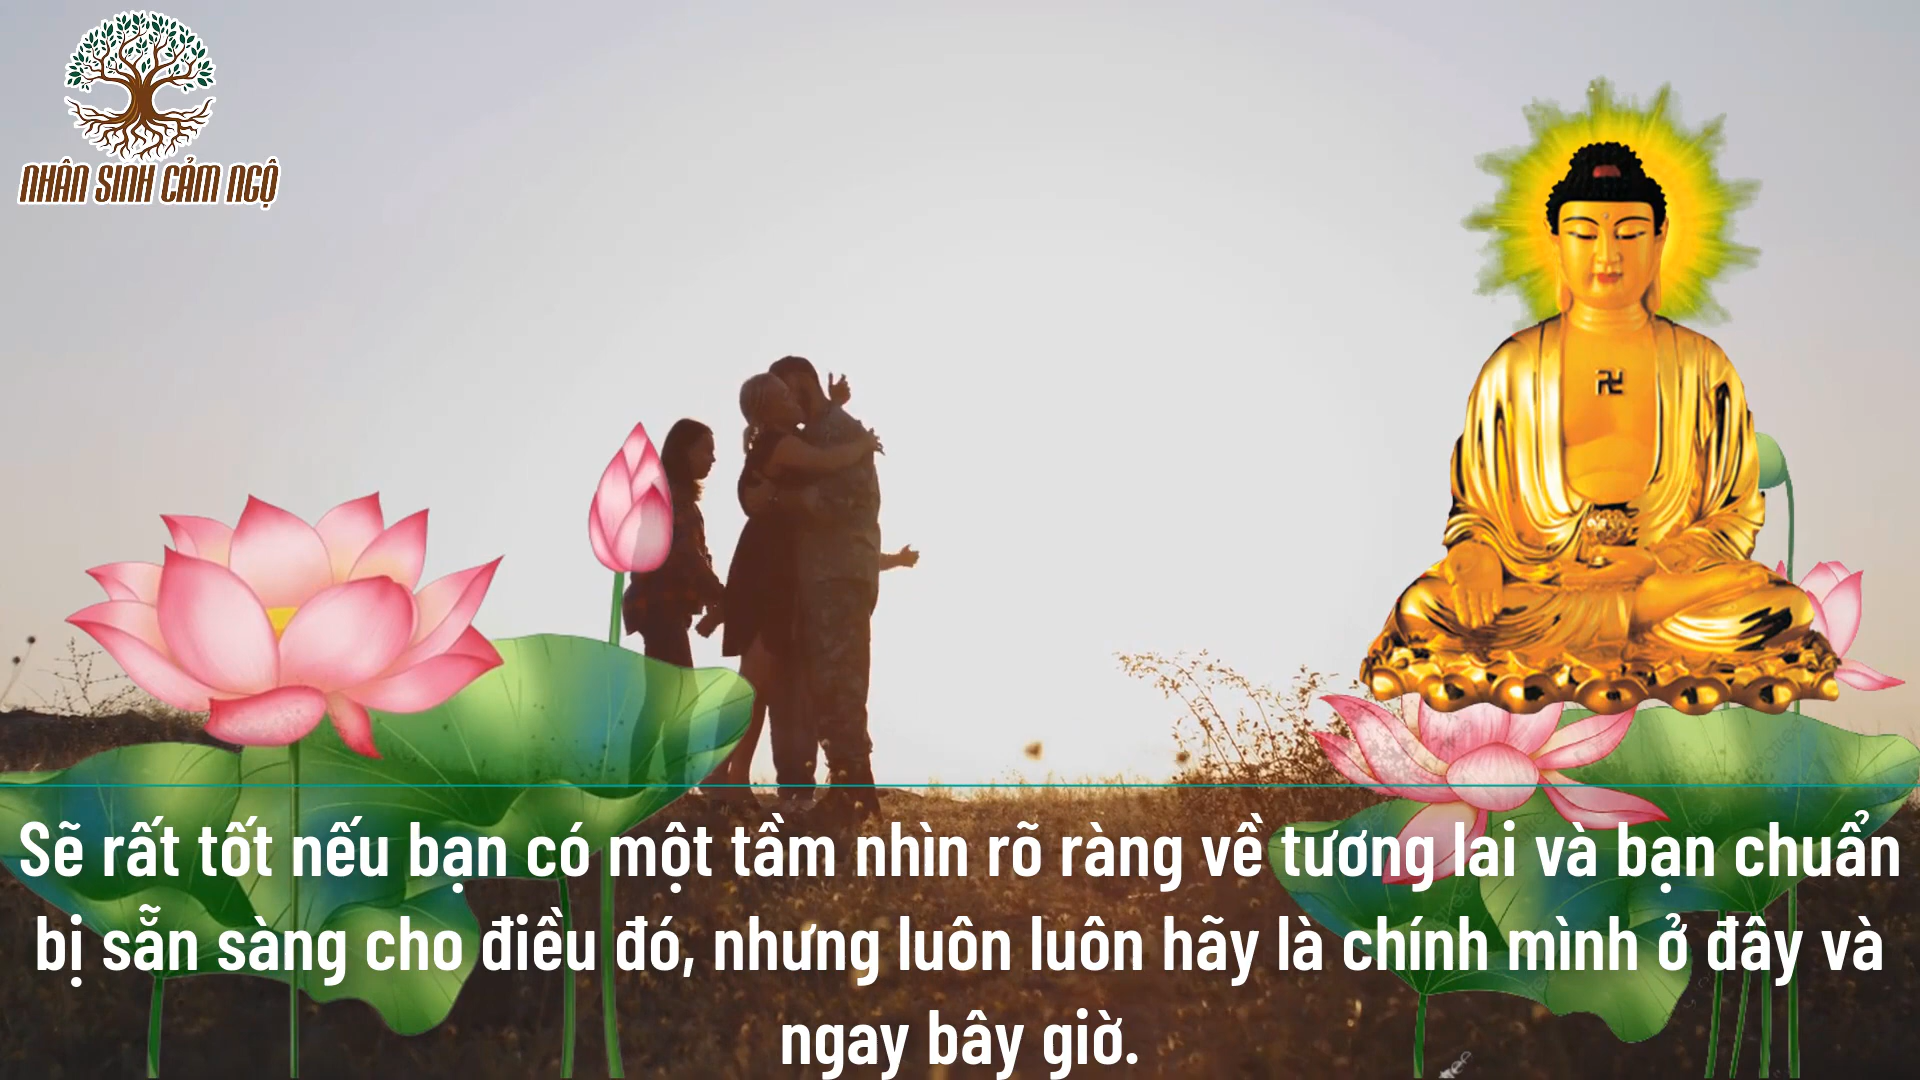 NHÂN SINH CẢM NGỘ
Sẽ rất tốt nếu bạn có một tầm nhìn rõ ràng về tương lai và bạn chuẩn
bị sẵn sàng cho điều đó, nhưng luôn luôn hãy là chính mình ở đây và
ngay bây giờ.